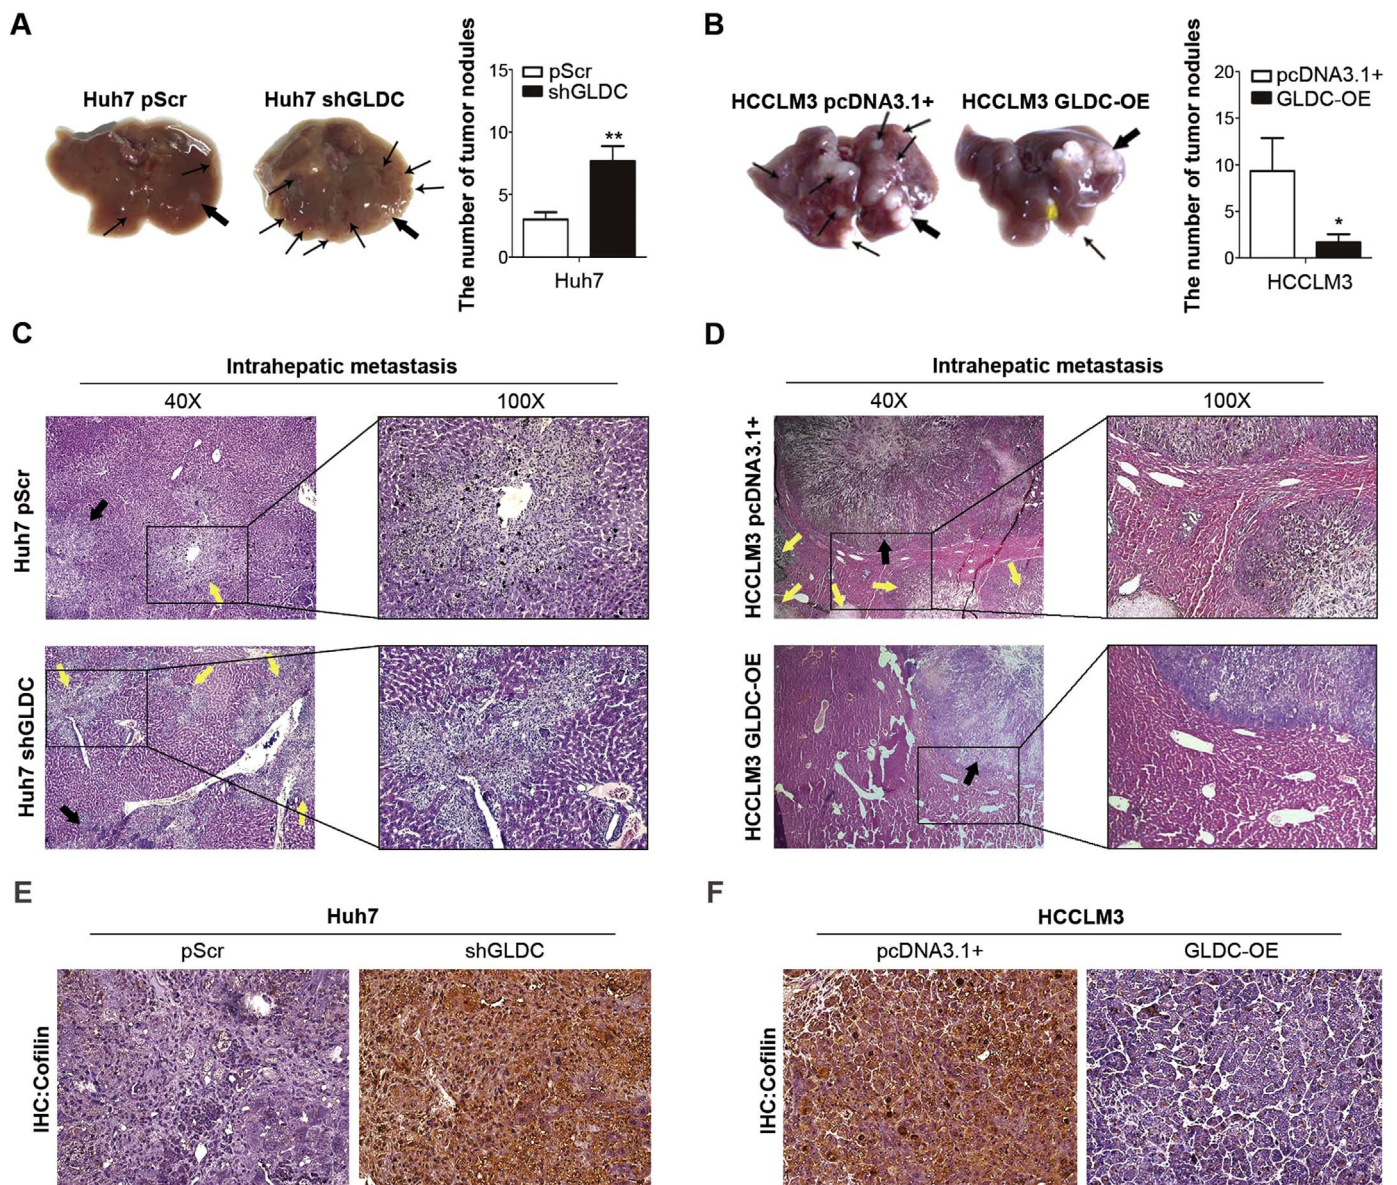 A
Huh7 pScr
Huh7 shGLDC
The number of tumor nodules
15
10
5
0
pScr
shGLDC
**
Huh7
B
HCCLM3 pcDNA3.1+
HCCLM3 GLDC-OE
The number of tumor nodules
20
15
10
5
0
pcDNA3.1+
GLDC-OE
*
HCCLM3
C
Intrahepatic metastasis
40X
100X
Huh7 pScr
Huh7 shGLDC
D
Intrahepatic metastasis
40X
100X
HCCLM3 pcDNA3.1+
HCCLM3 GLDC-OE
E
Huh7
pScr
shGLDC
IHC:Cofilin
F
HCCLM3
pcDNA3.1+
GLDC-OE
IHC:Cofilin